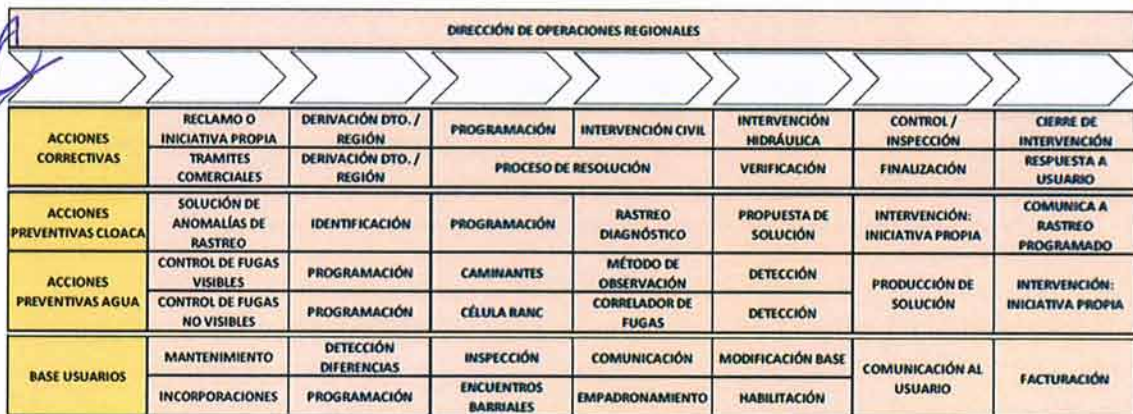 DIRECCIÓN DE OPERACIONES REGIONALES
ACCIONES
CORRECTIVAS
RECLAMO O
INICIATIVA PROPIA
DERIVACIÓN DTO. /
REGIÓN
PROGRAMACIÓN
INTERVENCIÓN CIVIL
INTERVENCIÓN
HIDRÁULICA
CONTROL /
INSPECCIÓN
CIERRE DE
INTERVENCIÓN
TRAMITES
COMERCIALES
DERIVACIÓN DTO. /
REGIÓN
PROCESO DE RESOLUCIÓN
VERIFICACIÓN
FINALIZACIÓN
RESPUESTA A
USUARIO
ACCIONES
PREVENTIVAS CLOACA
SOLUCIÓN DE
ANOMALÍAS DE
RASTREO
IDENTIFICACIÓN
PROGRAMACIÓN
RASTREO
DIAGNÓSTICO
PROPUESTA DE
SOLUCIÓN
INTERVENCIÓN:
INICIATIVA PROPIA
COMUNICA A
RASTREO
PROGRAMADO
ACCIONES
PREVENTIVAS AGUA
CONTROL DE FUGAS
VISIBLES
PROGRAMACIÓN
CAMINANTES
MÉTODO DE
OBSERVACIÓN
DETECCIÓN
PRODUCCIÓN DE
SOLUCIÓN
INTERVENCIÓN:
INICIATIVA PROPIA
CONTROL DE FUGAS
NO VISIBLES
PROGRAMACIÓN
CÉLULA RANC
CORRELADOR DE
FUGAS
DETECCIÓN
BASE USUARIOS
MANTENIMIENTO
DETECCIÓN
DIFERENCIAS
INSPECCIÓN
COMUNICACIÓN
MODIFICACIÓN BASE
COMUNICACIÓN AL
USUARIO
FACTURACIÓN
INCORPORACIONES
PROGRAMACIÓN
ENCUENTROS
BARRIALES
EMPADRONAMIENTO
HABILITACIÓN